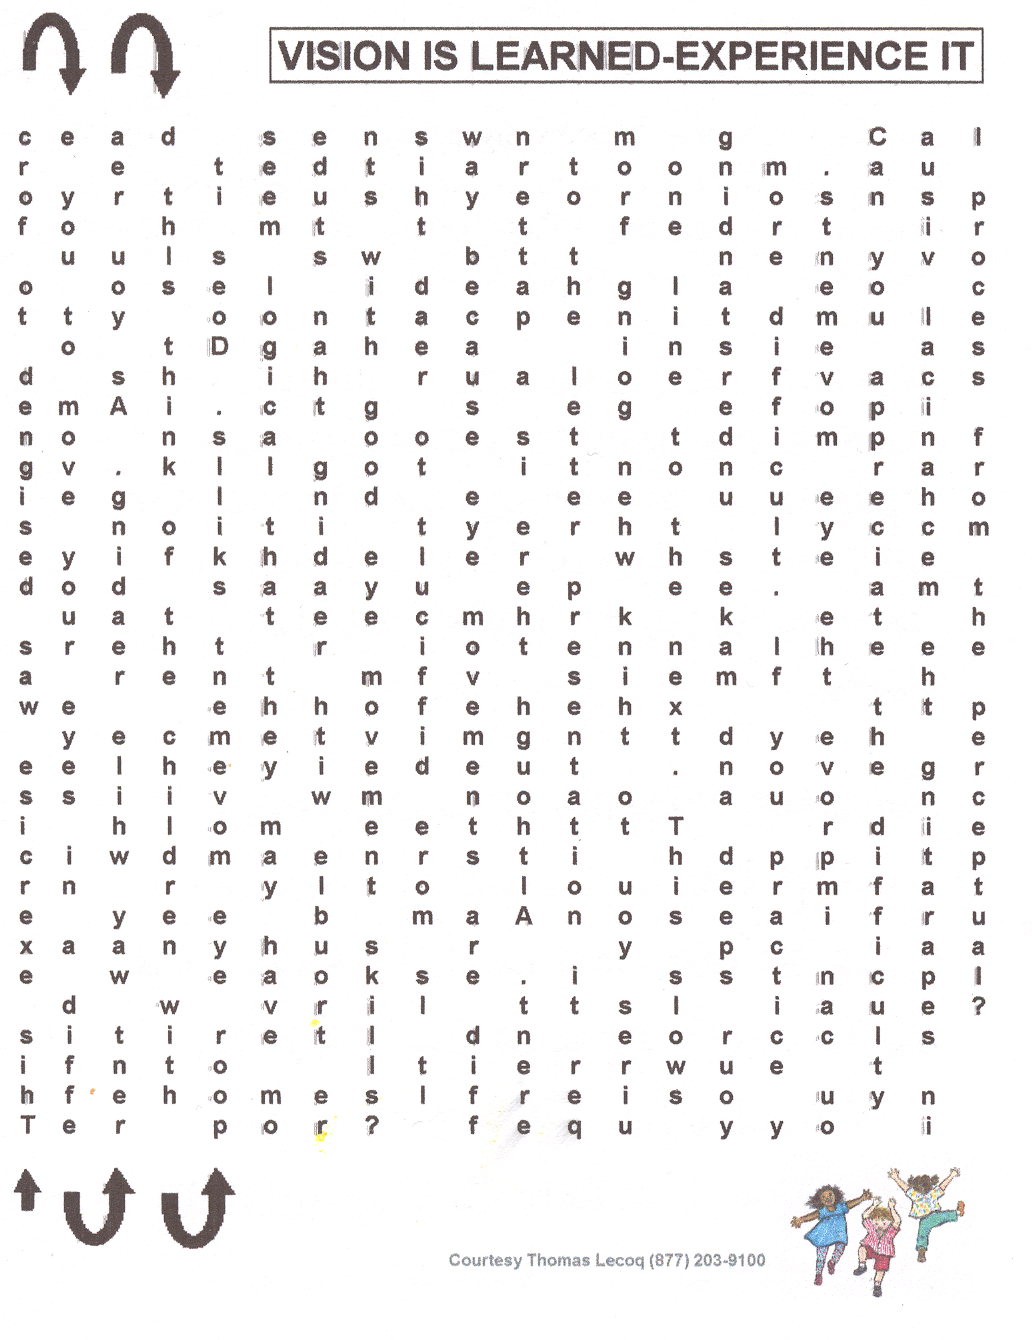 VISION IS LEARNED-EXPERIENCE IT
c e a d s e n s w n m g C a l
r e t e d t i a r t o o n m . a u
o y r t i e u s h y e o r n i o s n s p
f o h m t t t f e d r t i r
u u l s s w b t t n e n y v o
o o s e l i d e a h g l a e o c
t t y o o n t a c p e n i t d m u l e
o t D g a h e a i n s i e a s
d s h i h r u a l o e r f v a c s
e m A i . c t g s e g e f o p i
n o n s a o o e s t t d i m p n f
g v . k l l g o t i t n o n c r a r
i e g l n d e e e u u e e h o
s n o i t i t y e r h t l y c c m
e y i f k h d e l e r w h s t e i e
d o d s a a y u e p e e . a m t
u a t t e e c m h r k k e t h
s r e h t r i o t e n n a l h e e e
a r e n t m f v s i e m f t h
w e e h h o f e h e h x t t p
y e c m e t v i m g n t t d y e h e
e e l h e y i e d e u t . n o v e g r
s s i i v w m n o a o a u o n c
i h l o m e e t h t t T r d i e
c i w d m a e n r s t i h d p p i t p
r n r y l t o l o u i e r m f a t
e y e e b m a A n o s e a i f r u
x a a n y h u s r y p c i a a
e w e a o k s e . i s s t n c p l
d w v r i l t t s l i a u e ?
s i t i r e t l d n e o r c c l s
i f n t o l t i e r r w u e t
h f e h o m e s l f r e i s o u y n
T e r p o r ? f e q u y y o i
Courtesy Thomas Lecoq (877) 203-9100